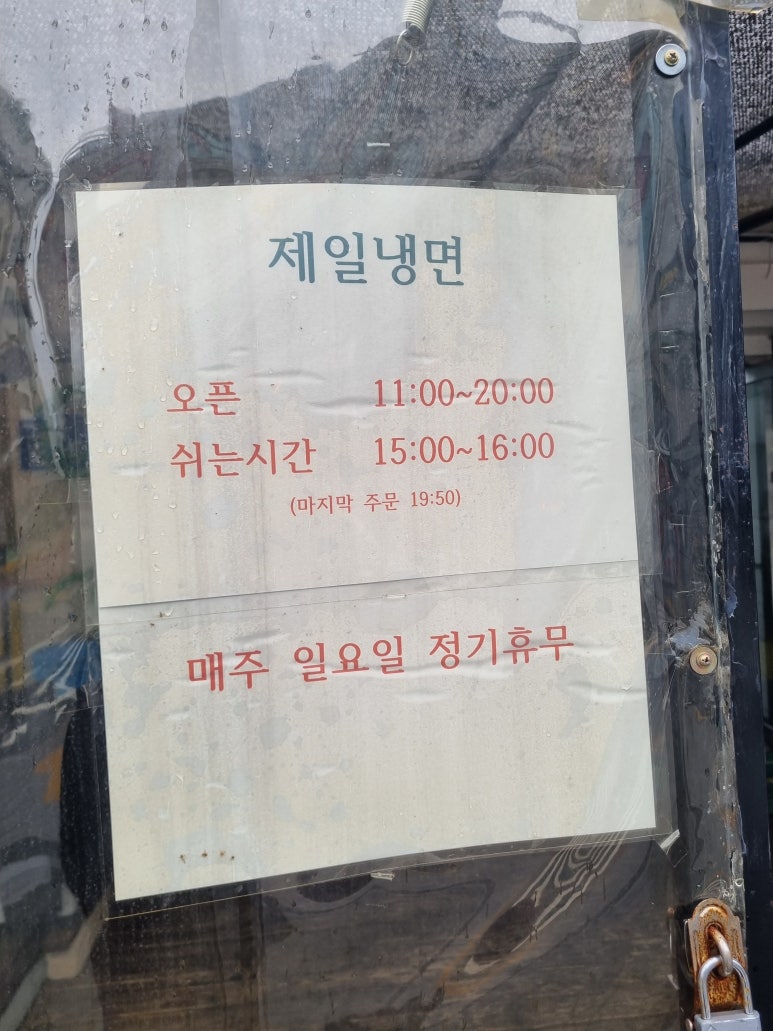 제일냉면
오픈 11:00~20:00
쉬는시간 15:00~16:00
(마지막 주문 19:50)
매주 일요일 정기휴무